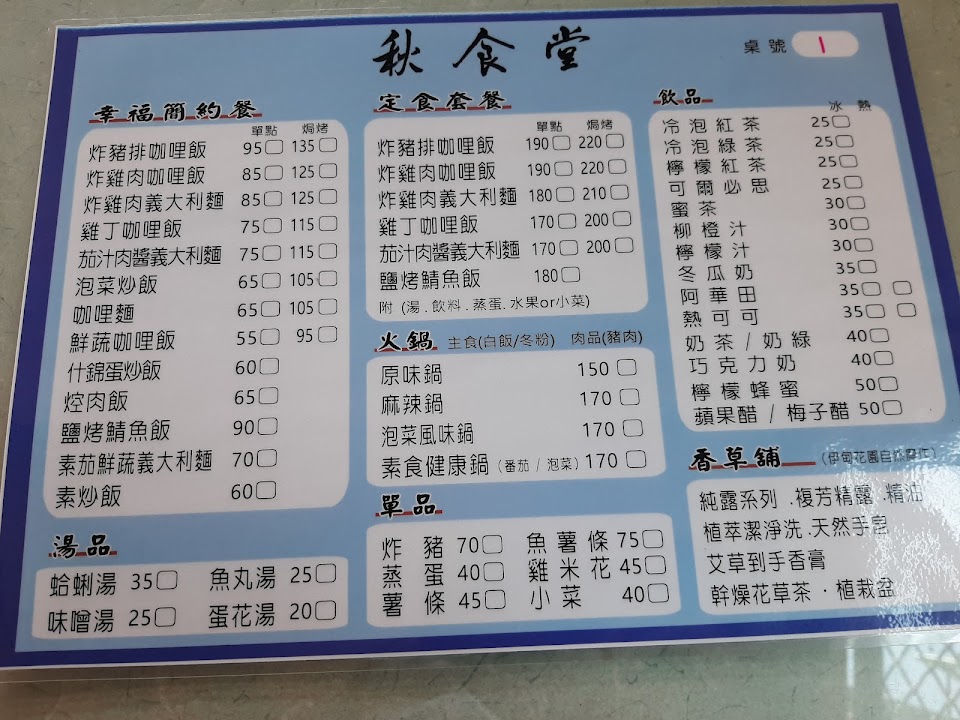 秋食堂
桌號 1
幸福簡約餐
單點 焗烤
炸豬排咖哩飯 95 135
炸雞肉咖哩飯 85 125
炸雞肉義大利麵 85 125
雞丁咖哩飯 75 115
茄汁肉醬義大利麵 75 115
泡菜炒飯 65 105
咖哩麵 65 105
鮮蔬咖哩飯 55 95
什錦蛋炒飯 60
焢肉飯 65
鹽烤鯖魚飯 90
素茄鮮蔬義大利麵 70
素炒飯 60
湯品
蛤蜊湯 35 魚丸湯 25
味噌湯 25 蛋花湯 20
定食套餐
單點 焗烤
炸豬排咖哩飯 190 220
炸雞肉咖哩飯 190 220
炸雞肉義大利麵 180 210
雞丁咖哩飯 170 200
茄汁肉醬義大利麵 170 200
鹽烤鯖魚飯 180
附 (湯.飲料.蒸蛋.水果or小菜)
火鍋 主食(白飯/冬粉) 肉品(豬肉)
原味鍋 150
麻辣鍋 170
泡菜風味鍋 170
素食健康鍋 (番茄/泡菜) 170
單品
炸豬 70 魚薯條 75
蒸蛋 40 雞米花 45
薯條 45 小菜 40
飲品
冰 熱
冷泡紅茶 25
冷泡綠茶 25
檸檬紅茶 25
可爾必思 25
蜜茶 30
柳橙汁 30
檸檬汁 30
冬瓜奶 35
阿華田 35
熱可可 35
奶茶/奶綠 40
巧克力奶 40
檸檬蜂蜜 50
蘋果醋/梅子醋 50
香草舖
純露系列.複芳精露.精油
植萃潔淨洗.天然手皂
艾草到手香膏
幹燥花草茶·植栽盆